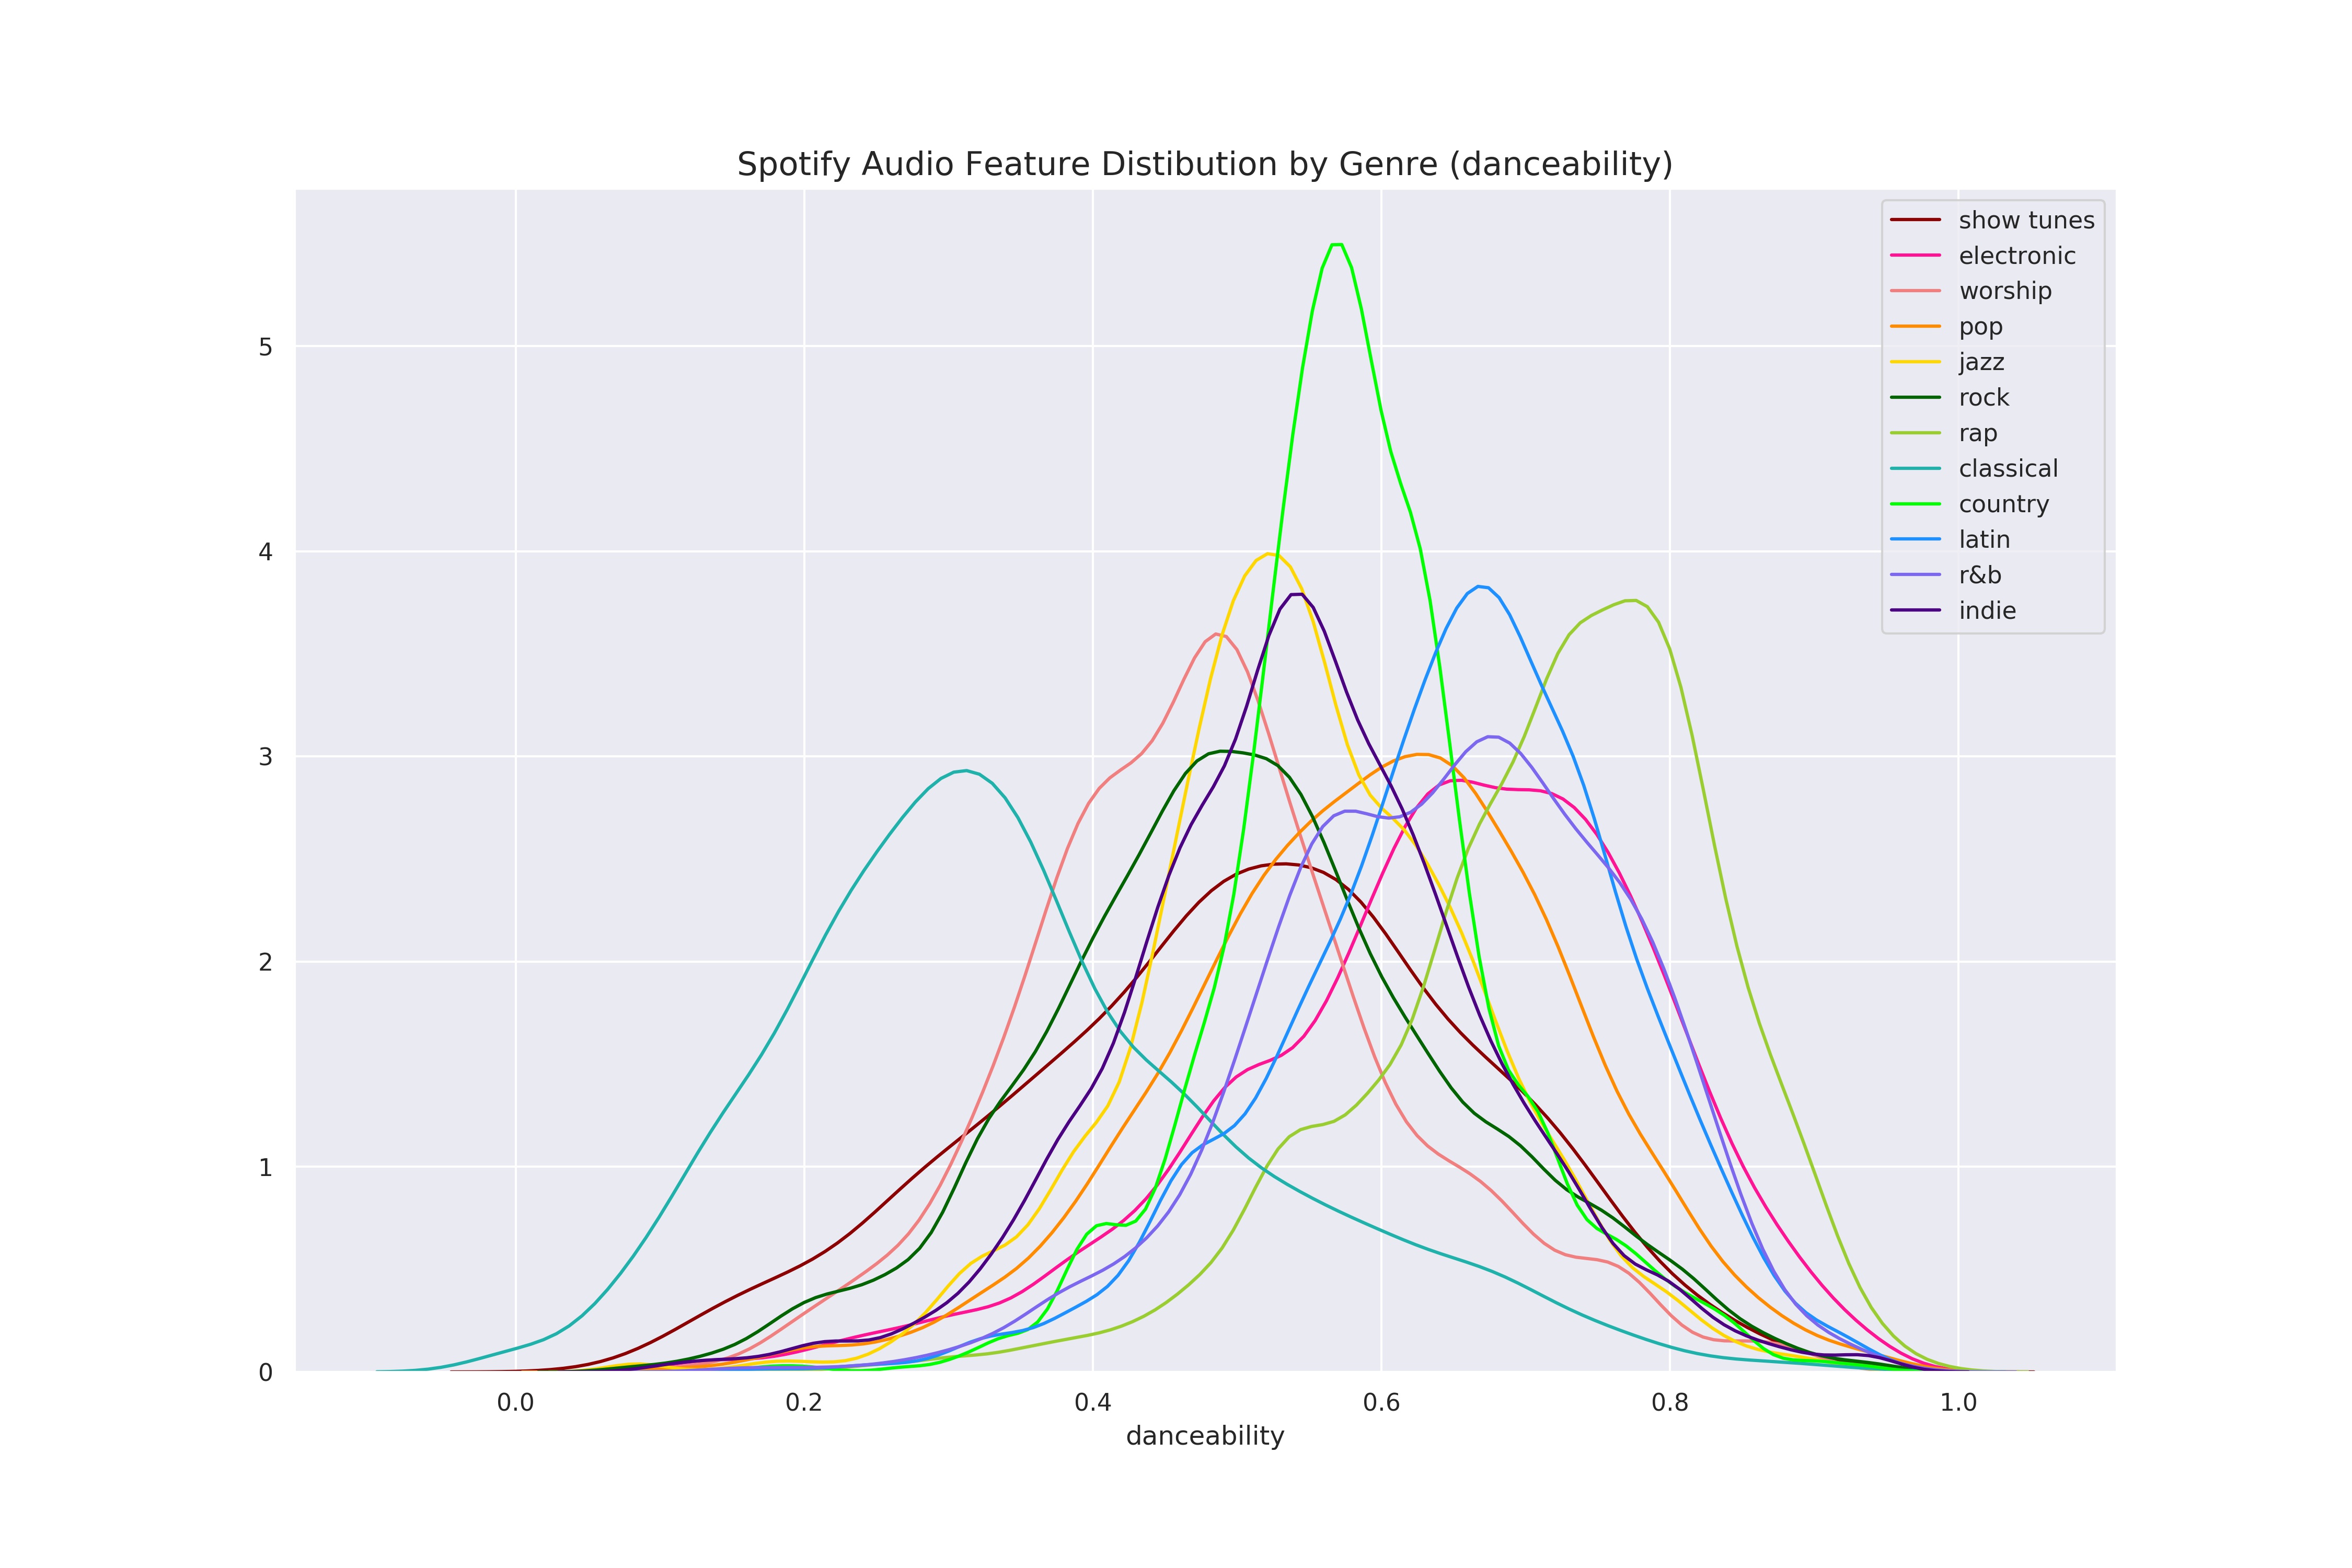 Spotify Audio Feature Distibution by Genre (danceability)
show tunes
electronic
worship
pop
jazz
rock
rap
classical
country
latin
r&b
indie
5
4
3
2
1
0
0.0 0.2 0.4 0.6 0.8 1.0
danceability